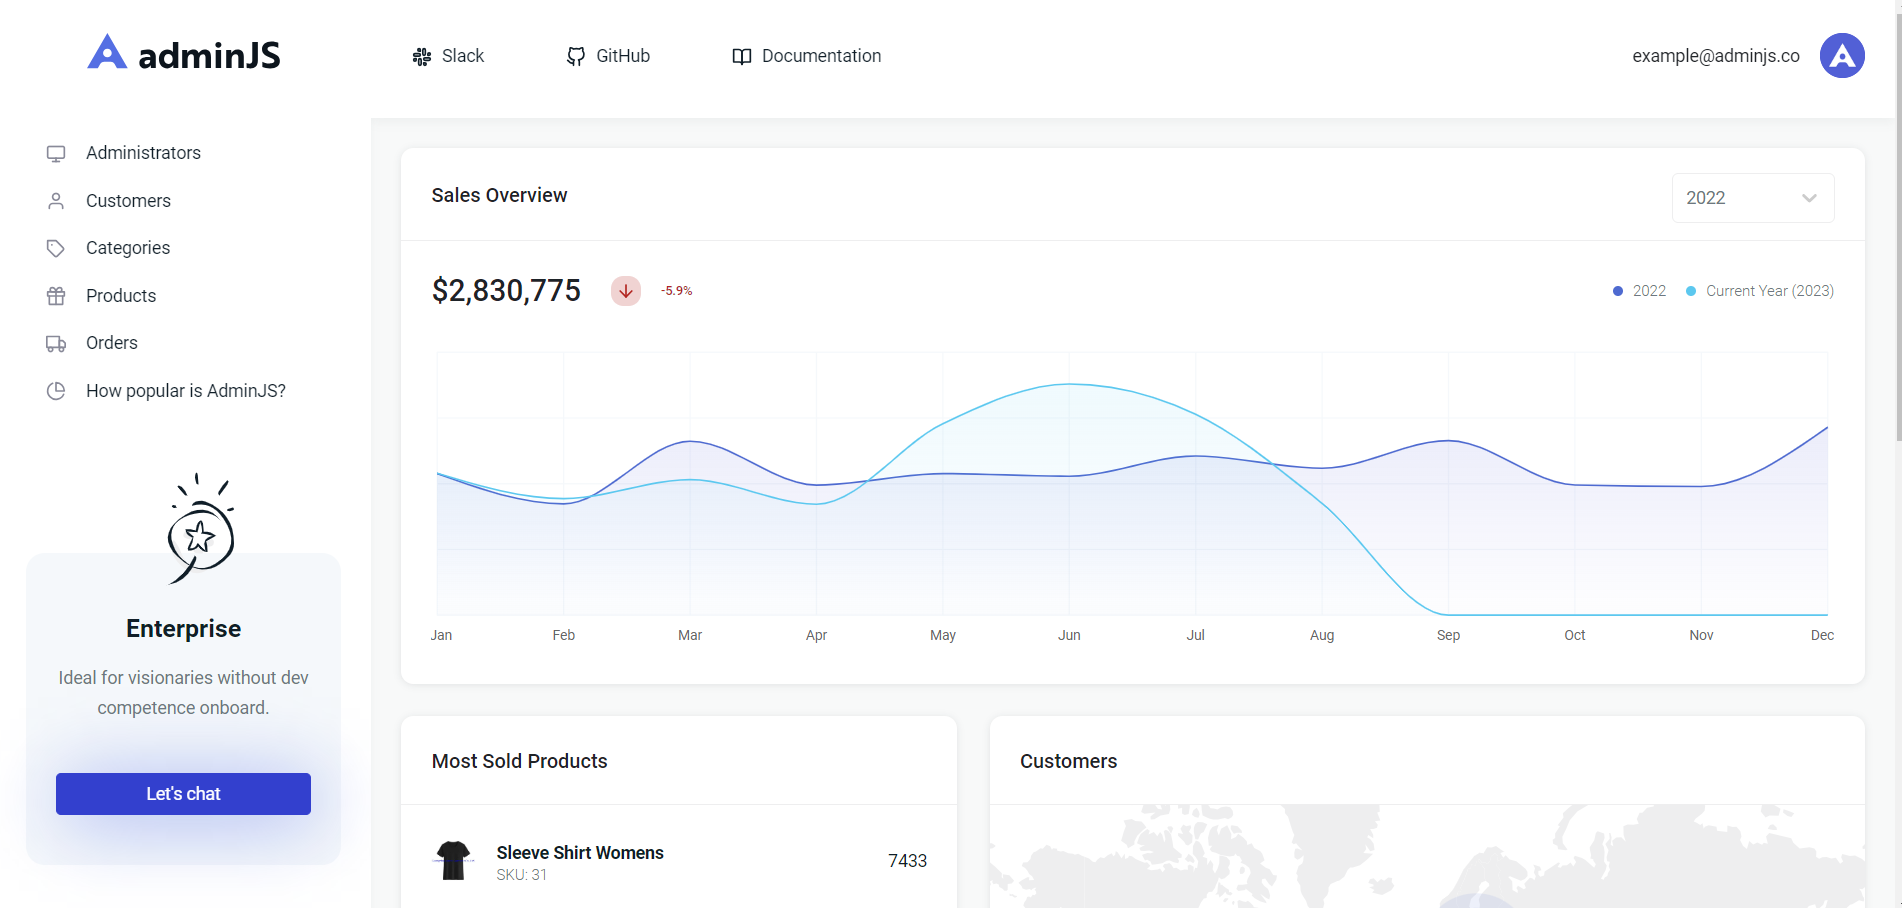 adminJS
Slack
GitHub
Documentation
example@adminjs.co
Administrators
Customers
Categories
Products
Orders
How popular is AdminJS?
Enterprise
Ideal for visionaries without dev
competence onboard.
Let's chat
Sales Overview
2022
$2,830,775
-5.9%
2022
Current Year (2023)
Jan Feb Mar Apr May Jun Jul Aug Sep Oct Nov Dec
Most Sold Products
Sleeve Shirt Womens
SKU: 31
7433
Customers